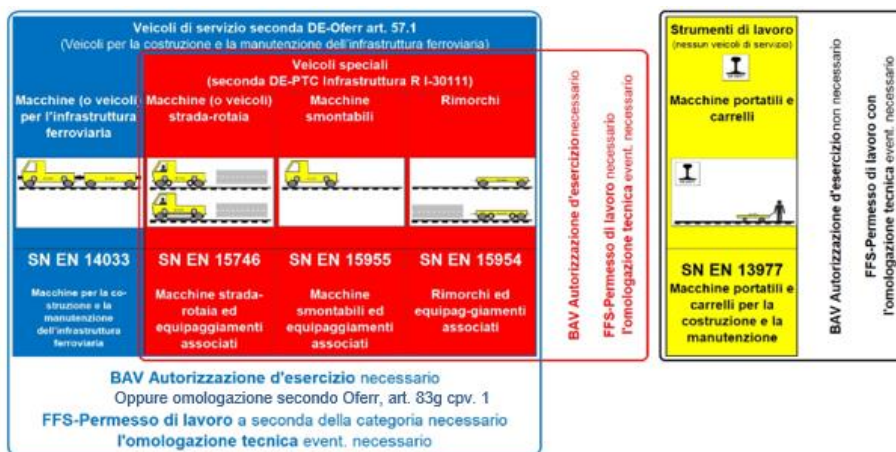 Veicoli di servizio seconda DE-Oferr art. 57.1
(Veicoli per la costruzione e la manutenzione dell'infrastruttura ferroviaria)
Veicoli speciali
(seconda DE-PTC Infrastruttura R I-30111)
Macchine (o veicoli)
per l'infrastruttura
ferroviaria
Macchine (o veicoli)
strada-rotaia
Macchine
smontabili
Rimorchi
SN EN 14033
Macchine per la co-
struzione e la
manutenzione
dell'infrastruttura
ferroviaria
SN EN 15746
Macchine strada-
rotaia ed
equipaggiamenti
associati
SN EN 15955
Macchine
smontabili ed
equipaggiamenti
associati
SN EN 15954
Rimorchi ed
equipag-giamenti
associati
BAV Autorizzazione d'esercizio necessario
Oppure omologazione secondo Oferr, art. 83g cpv. 1
FFS-Permesso di lavoro a seconda della categoria necessario
l'omologazione tecnica event. necessario
BAV Autorizzazione d'esercizio necessario
FFS-Permesso di lavoro necessario
l'omologazione tecnica event. necessario
Strumenti di lavoro
(nessun veicoli di servizio)
Macchine portatili e
carrelli
SN EN 13977
Macchine portatili e
carrelli per la
costruzione e la
manutenzione
BAV Autorizzazione d'esercizio non necessario
FFS-Permesso di lavoro con
l'omologazione tecnica event. necessario